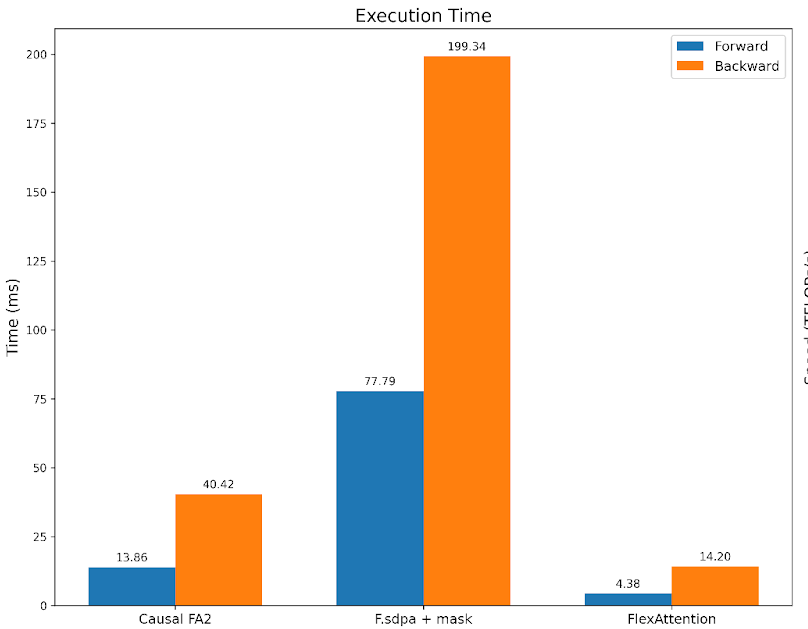 Execution Time
Forward
Backward
Time (ms)
200
175
150
125
100
75
50
25
0
13.86
40.42
77.79
199.34
4.38
14.20
Causal FA2
F.sdpa + mask
FlexAttention